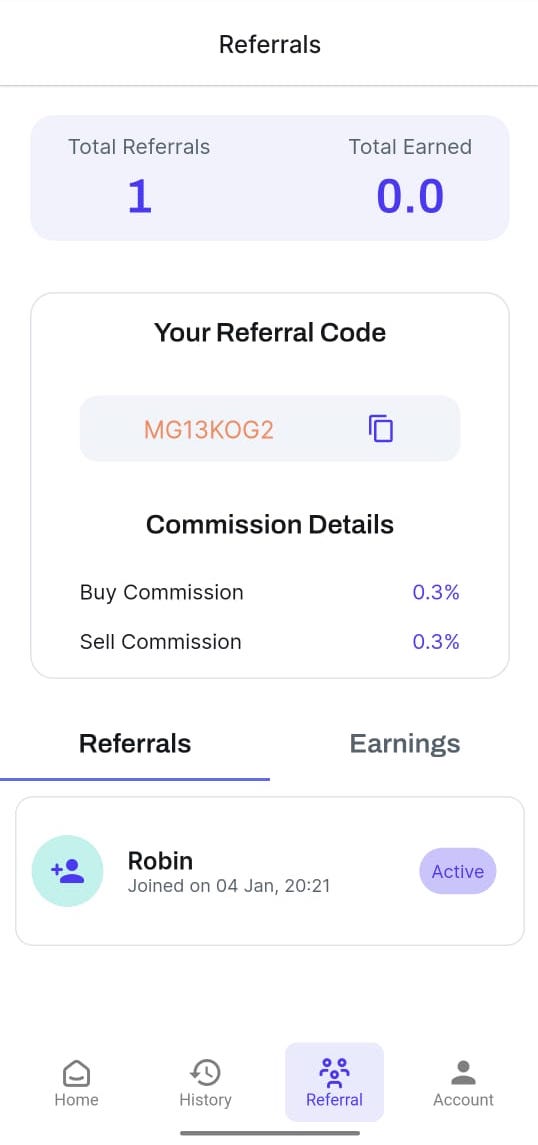 Referrals
Total Referrals Total Earned
1 0.0
Your Referral Code
MG13KOG2
Commission Details
Buy Commission 0.3%
Sell Commission 0.3%
Referrals Earnings
Robin
Joined on 04 Jan, 20:21
Active
Home History Referral Account